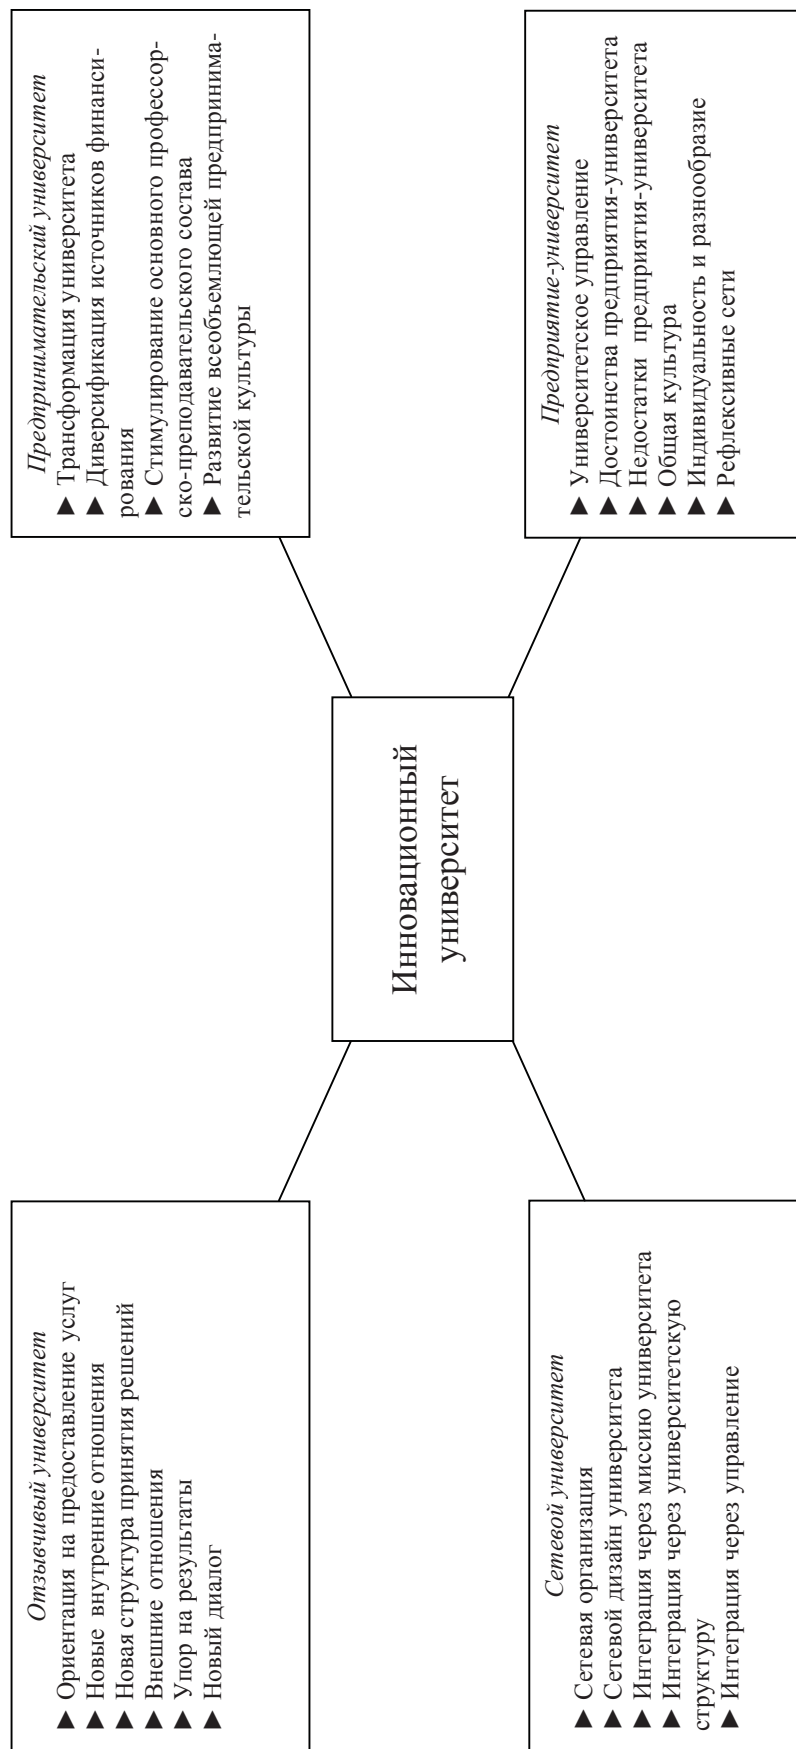 Отзывчивый университет
▶ Ориентация на предоставление услуг
▶ Новые внутренние отношения
▶ Новая структура принятия решений
▶ Внешние отношения
▶ Упор на результаты
▶ Новый диалог
Предпринимательский университет
▶ Трансформация университета
▶ Диверсификация источников финанси-
рования
▶ Стимулирование основного профессор-
ско-преподавательского состава
▶ Развитие всеобъемлющей предпринима-
тельской культуры
Инновационный
университет
Сетевой университет
▶ Сетевая организация
▶ Сетевой дизайн университета
▶ Интеграция через миссию университета
▶ Интеграция через университетскую
структуру
▶ Интеграция через управление
Предприятие-университет
▶ Университетское управление
▶ Достоинства предприятия-университета
▶ Недостатки предприятия-университета
▶ Общая культура
▶ Индивидуальность и разнообразие
▶ Рефлексивные сети